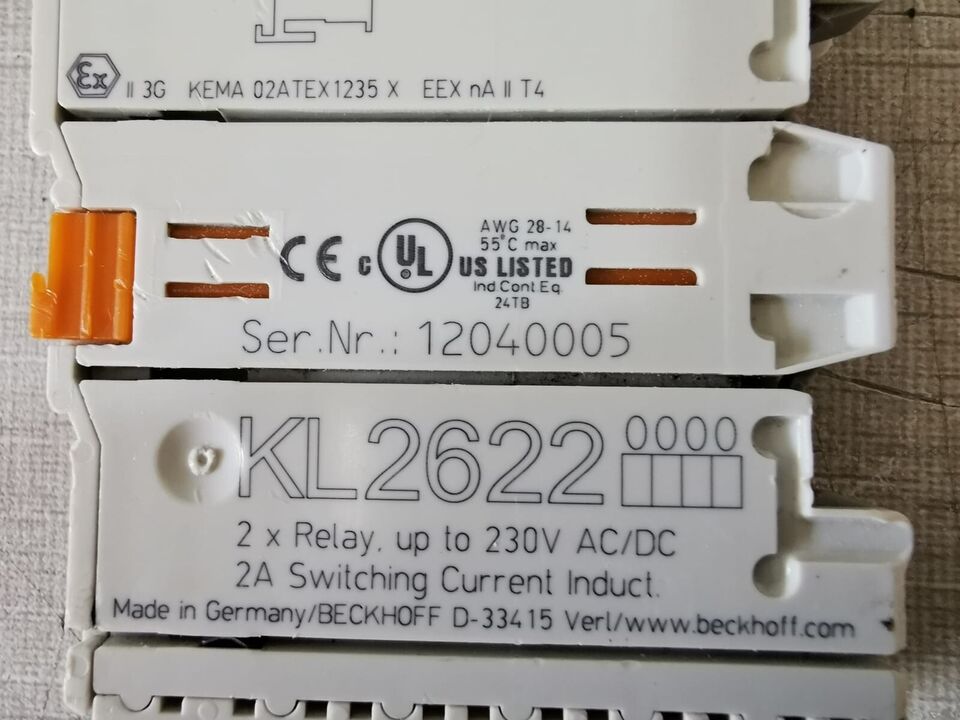 Ex II 3G KEMA 02ATEX1235 X EEX nA II T4
AWG 28-14
55°C max
CE c UL US LISTED
Ind Cont Eq
24TB
Ser.Nr.: 12040005
KL2622 0000
2 x Relay, up to 230V AC/DC
2A Switching Current Induct.
Made in Germany/BECKHOFF D-33415 Verl/www.beckhoff.com